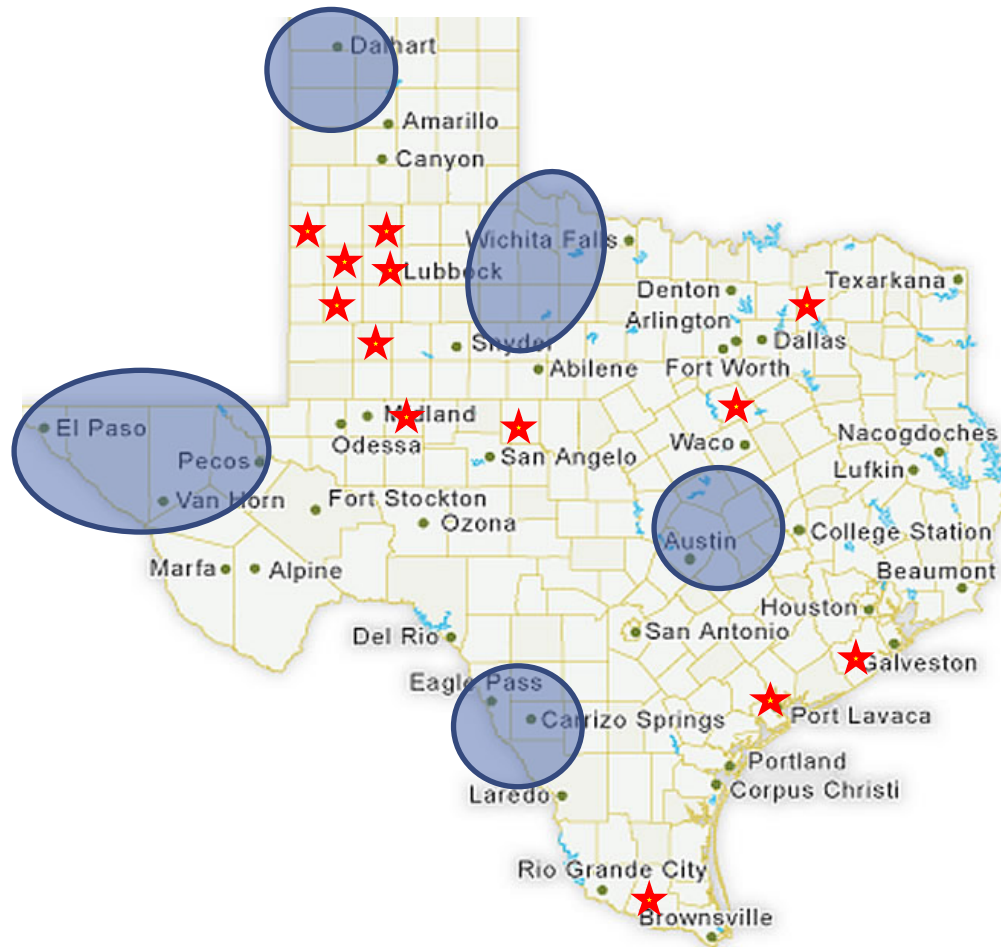 Dalhart
Amarillo
Canyon
Wichita Falls
Lubbock
Texarkana
Denton
Arlington
Dallas
Snyder
Abilene
Fort Worth
El Paso
Midland
Odessa
Nacogdoches
Waco
Pecos
San Angelo
Lufkin
Van Horn
Fort Stockton
Ozona
College Station
Austin
Marfa
Alpine
Beaumont
Houston
Del Rio
San Antonio
Galveston
Eagle Pass
Carrizo Springs
Port Lavaca
Portland
Laredo
Corpus Christi
Rio Grande City
Brownsville